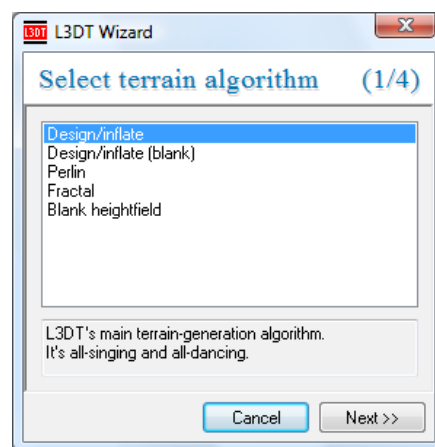 L3DT L3DT Wizard
Select terrain algorithm (1/4)
Design/inflate
Design/inflate (blank)
Perlin
Fractal
Blank heightfield
L3DT's main terrain-generation algorithm.
It's all-singing and all-dancing.
Cancel Next >>